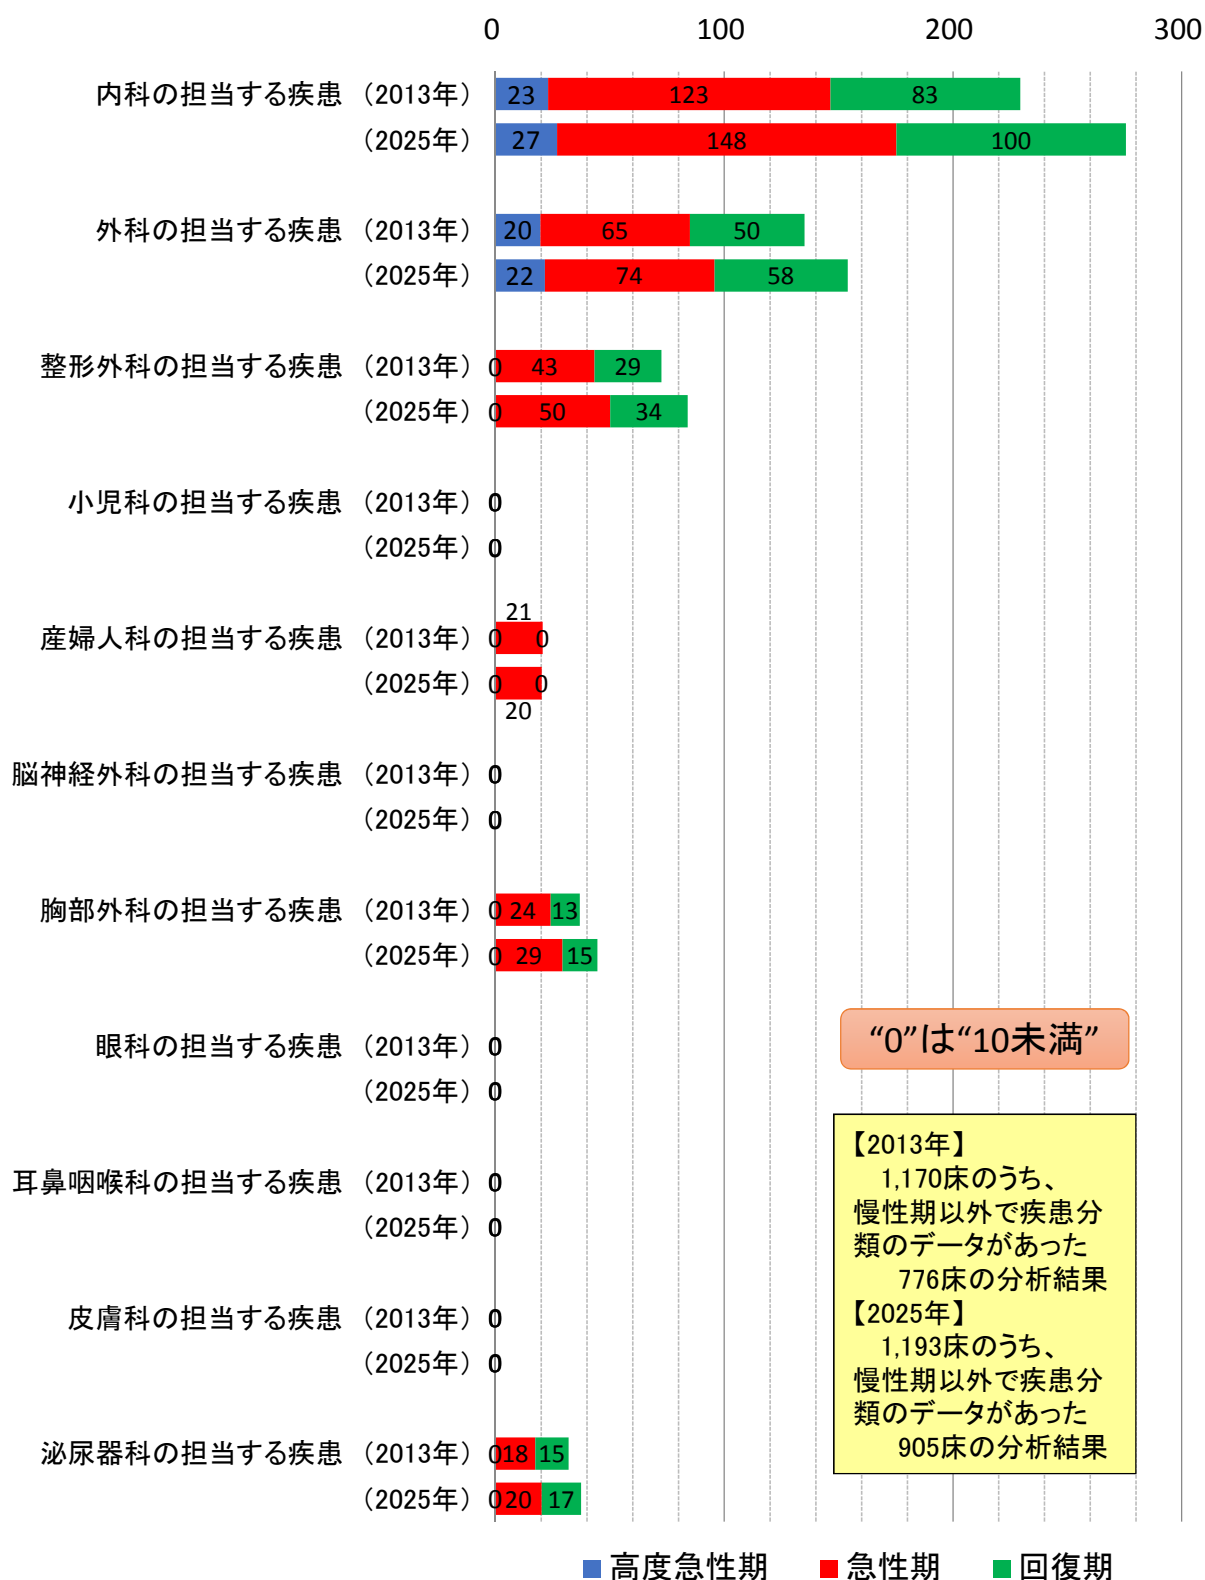 0 100 200 300
内科の担当する疾患 （2013年） 23 123 83
（2025年） 27 148 100
外科の担当する疾患 （2013年） 20 65 50
（2025年） 22 74 58
整形外科の担当する疾患 （2013年） 0 43 29
（2025年） 0 50 34
小児科の担当する疾患 （2013年） 0
（2025年） 0
21
産婦人科の担当する疾患 （2013年） 0 0
（2025年） 0 0
20
脳神経外科の担当する疾患 （2013年） 0
（2025年） 0
胸部外科の担当する疾患 （2013年） 0 24 13
（2025年） 0 29 15
眼科の担当する疾患 （2013年） 0
（2025年） 0
“0”は“10未満”
耳鼻咽喉科の担当する疾患 （2013年） 0
（2025年） 0
皮膚科の担当する疾患 （2013年） 0
（2025年） 0
【2013年】
1,170床のうち、
慢性期以外で疾患分
類のデータがあった
776床の分析結果
【2025年】
1,193床のうち、
慢性期以外で疾患分
類のデータがあった
905床の分析結果
泌尿器科の担当する疾患 （2013年） 0 18 15
（2025年） 0 20 17
高度急性期 急性期 回復期